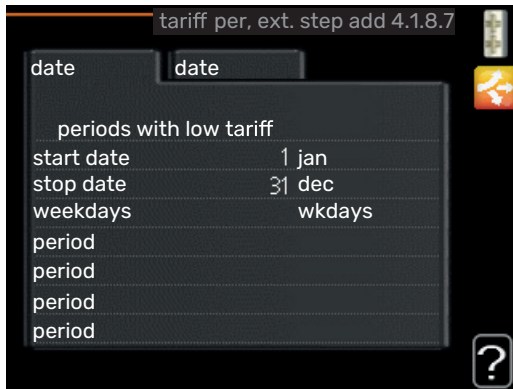 tariff per, ext. step add 4.1.8.7
date date
periods with low tariff
start date 1 jan
stop date 31 dec
weekdays wkdays
period
period
period
period
?